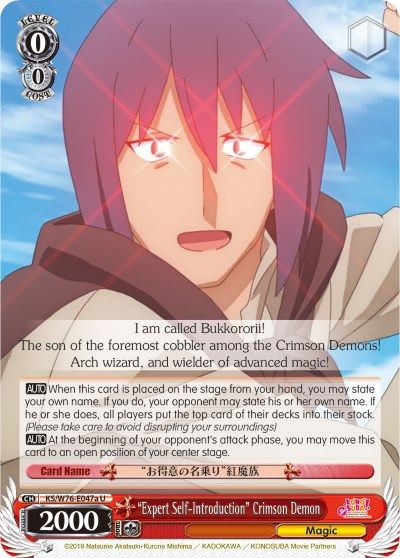 LEVEL
0
0
COST
I am called Bukkororii!
The son of the foremost cobbler among the Crimson Demons!
Arch wizard, and wielder of advanced magic!
AUTO When this card is placed on the stage from your hand, you may state
your own name. If you do, your opponent may state his or her own name. If
he or she does, all players put the top card of their decks into their stock.
(Please take care to avoid disrupting your surroundings)
AUTO At the beginning of your opponent's attack phase, you may move this
card to an open position of your back stage.
Card Name
“お得意の名乗り”紅魔族
CH KS/W76-E047a U
“Expert Self-Introduction” Crimson Demon
POWER
2000
SOUL
Magic
©2019 Natsume Akatsuki・Kurone Mishima / KADOKAWA / KONOSUBA Movie Partners